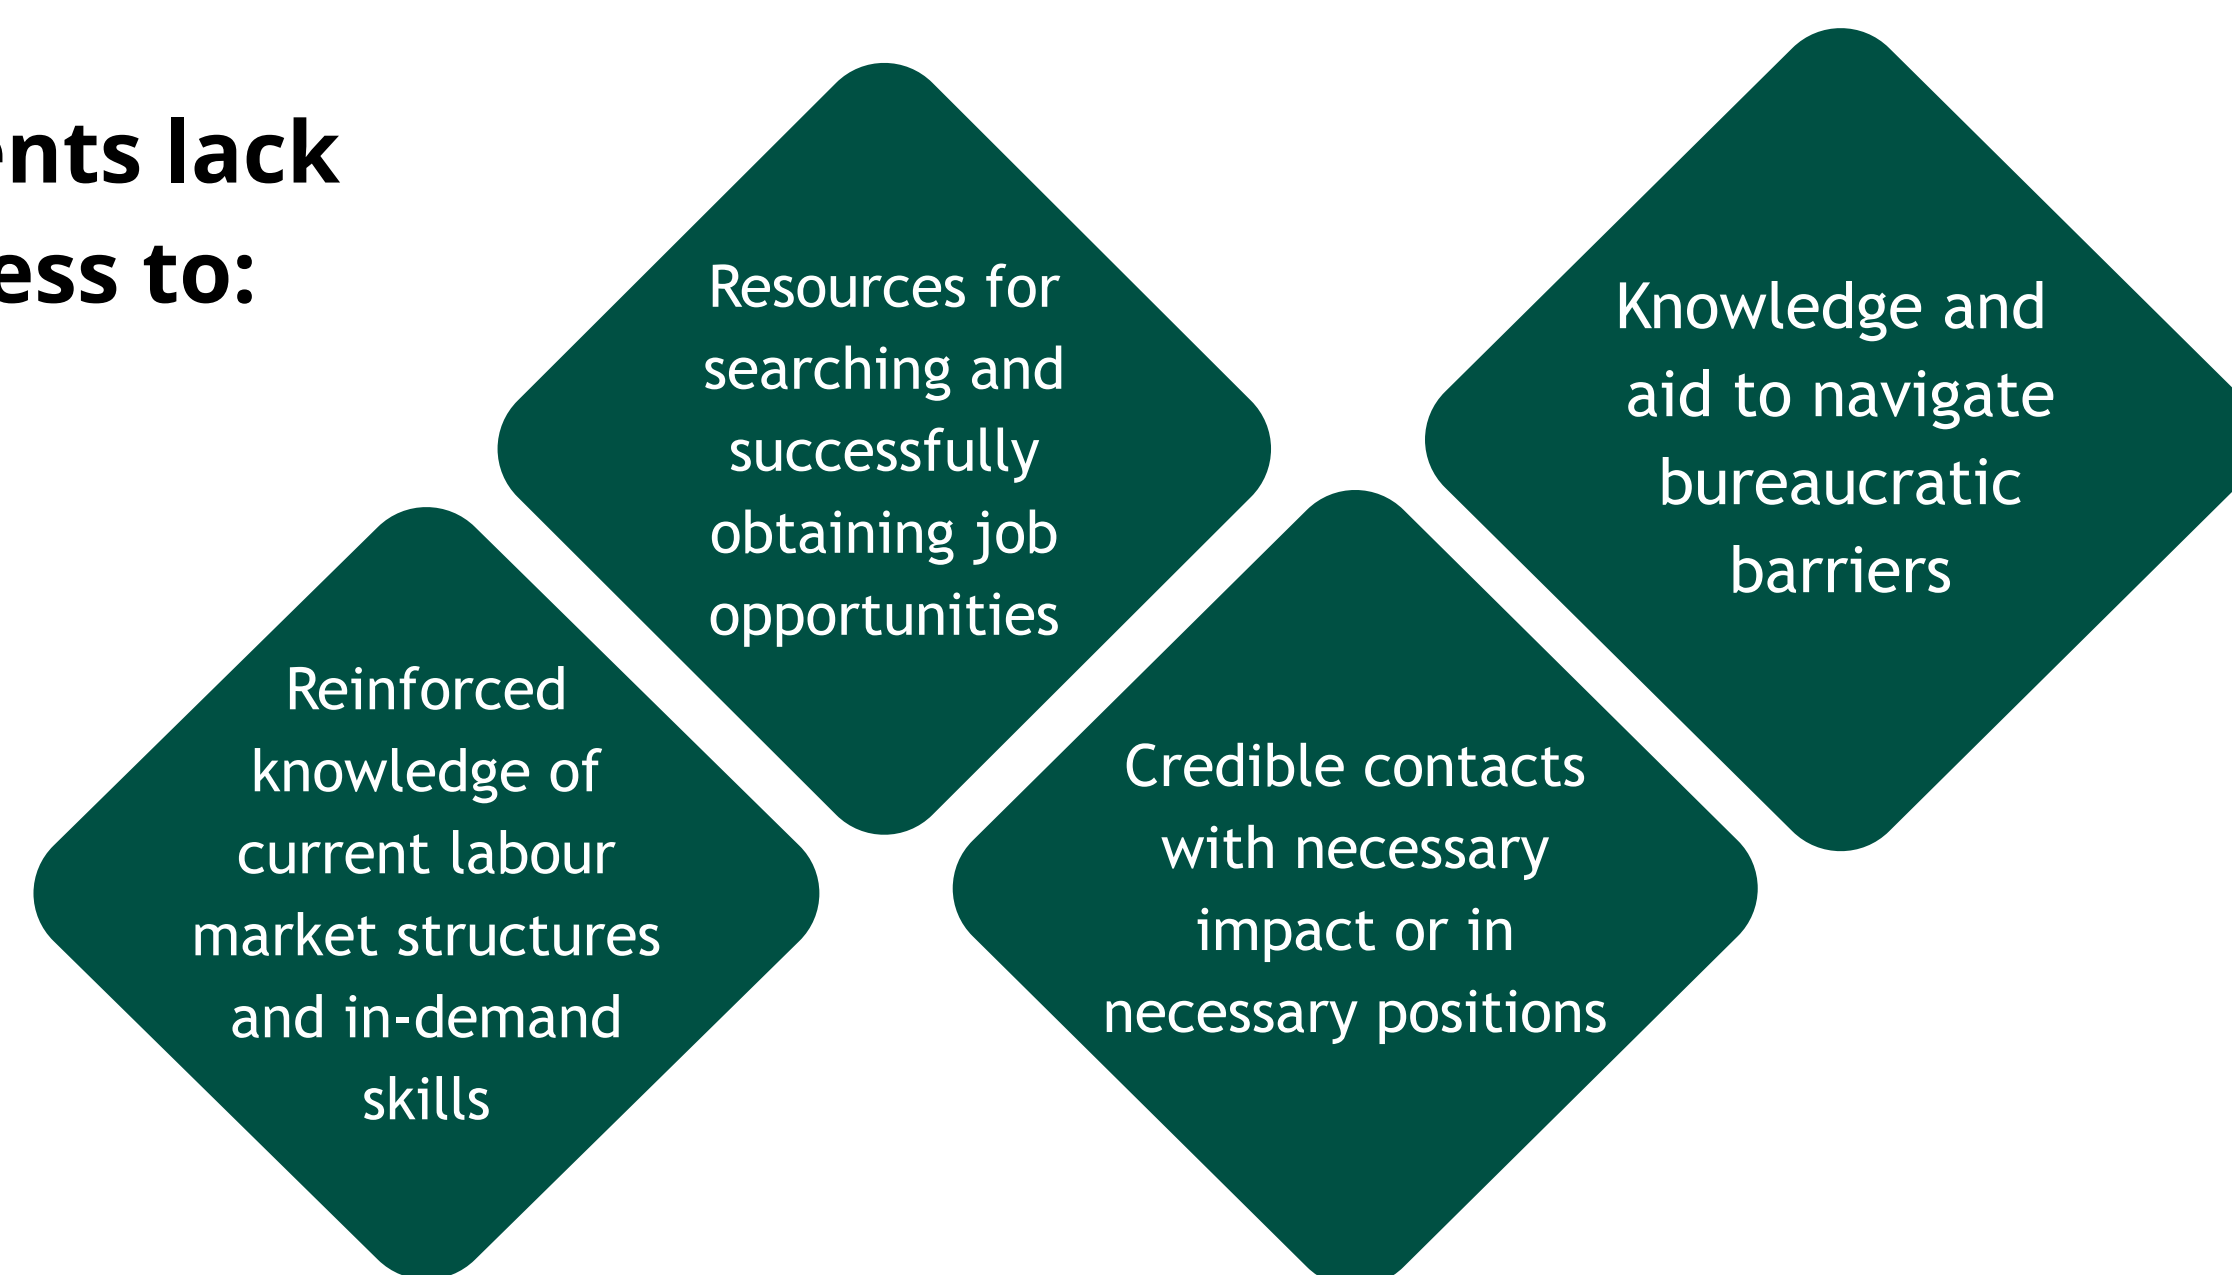 ents lack
ess to:
Resources for
searching and
successfully
obtaining job
opportunities
Knowledge and
aid to navigate
bureaucratic
barriers
Reinforced
knowledge of
current labour
market structures
and in-demand
skills
Credible contacts
with necessary
impact or in
necessary positions